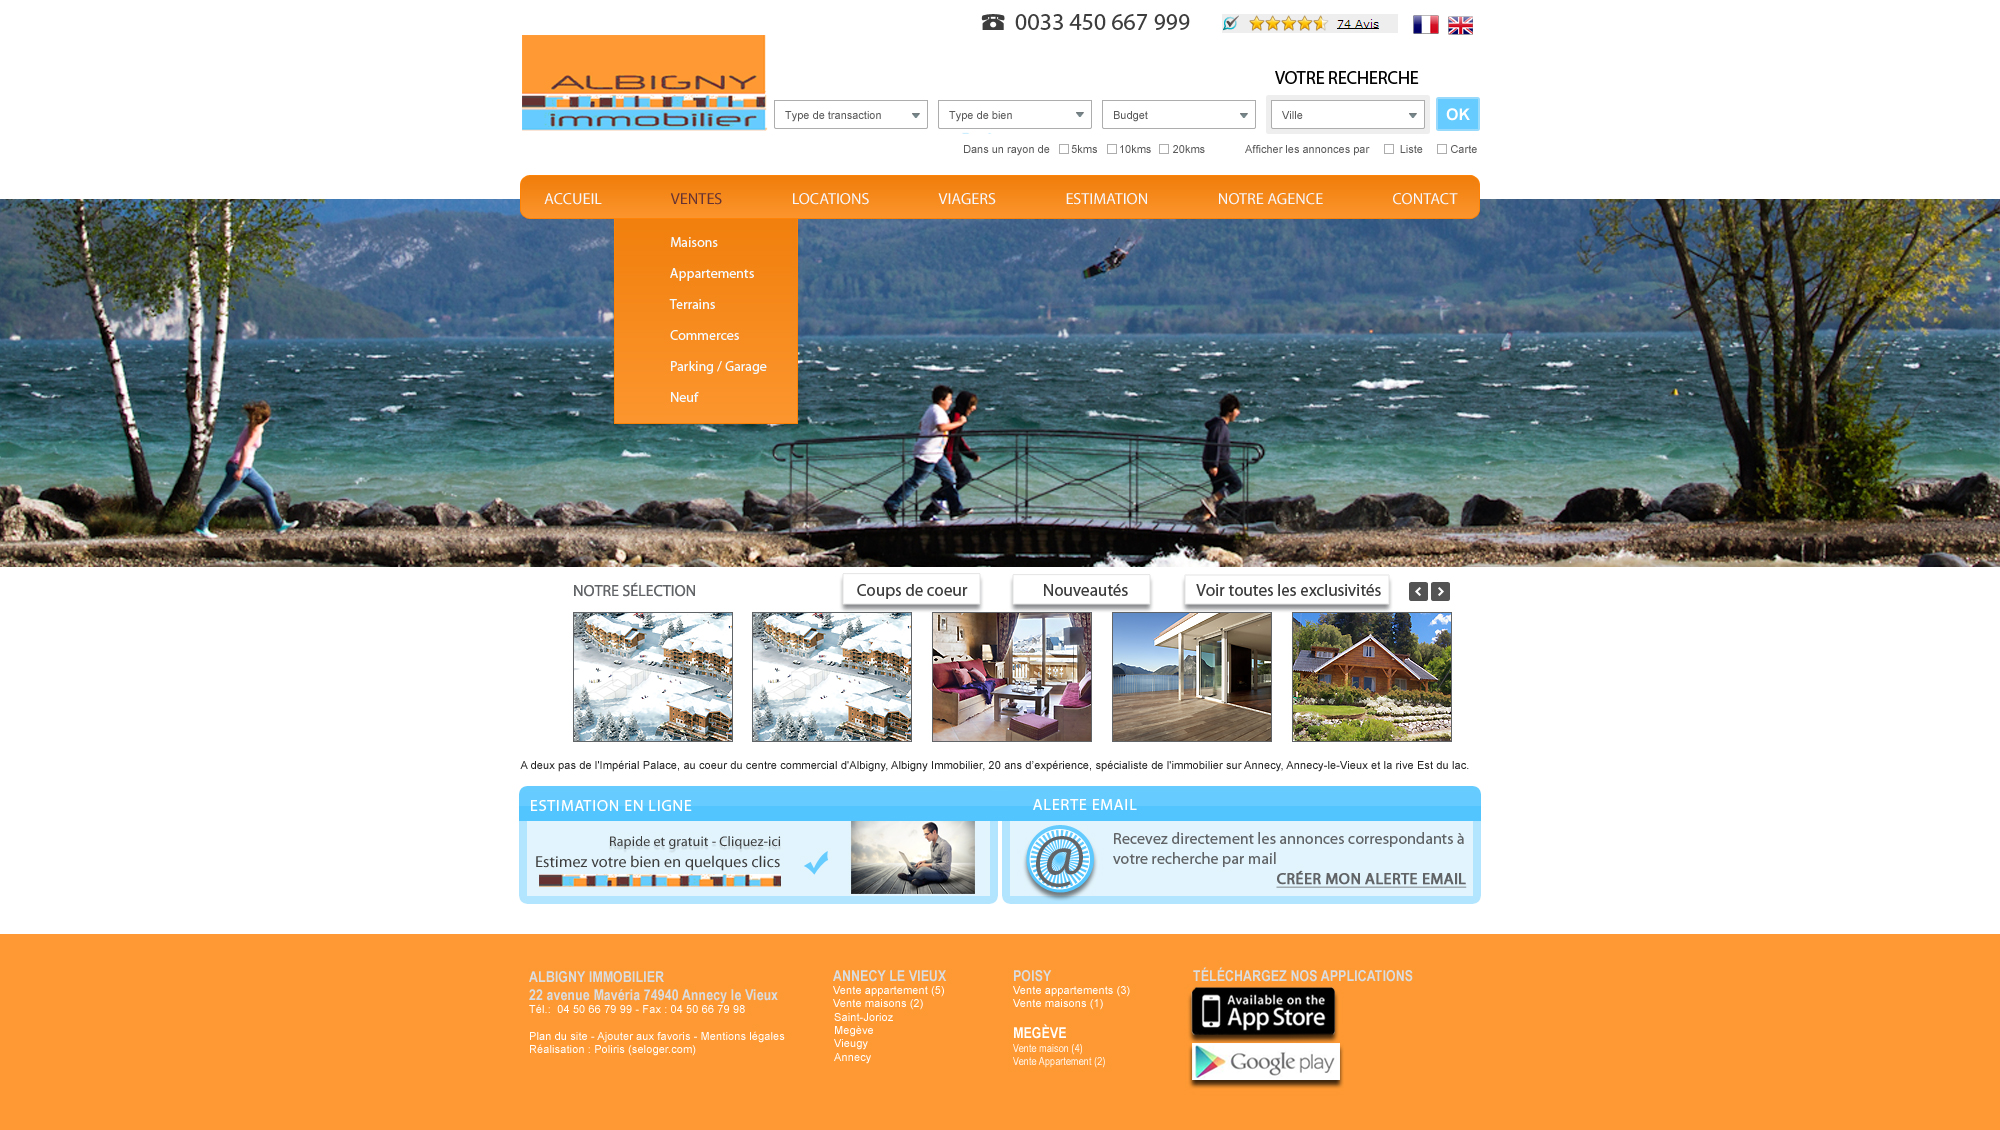 0033 450 667 999
74 Avis
ALBIGNY
immobilier
VOTRE RECHERCHE
Type de transaction
Type de bien
Budget
Ville
OK
Dans un rayon de 5kms 10kms 20kms
Afficher les annonces par Liste Carte
ACCUEIL VENTES LOCATIONS VIAGERS ESTIMATION NOTRE AGENCE CONTACT
Maisons
Appartements
Terrains
Commerces
Parking / Garage
Neuf
NOTRE SÉLECTION
Coups de coeur
Nouveautés
Voir toutes les exclusivités
A deux pas de l'Impérial Palace, au coeur du centre commercial d'Albigny, Albigny Immobilier, 20 ans d'expérience, spécialiste de l'immobilier sur Annecy, Annecy-le-Vieux et la rive Est du lac.
ESTIMATION EN LIGNE
Rapide et gratuit - Cliquez-ici
Estimez votre bien en quelques clics
ALERTE EMAIL
@
Recevez directement les annonces correspondants à
votre recherche par mail
CRÉER MON ALERTE EMAIL
ALBIGNY IMMOBILIER
22 avenue Mavéria 74940 Annecy le Vieux
Tél.: 04 50 66 79 99 - Fax : 04 50 66 79 98
Plan du site - Ajouter aux favoris - Mentions légales
Réalisation : Poliris (seloger.com)
ANNECY LE VIEUX
Vente appartement (5)
Vente maisons (2)
Saint-Jorioz
Megève
Vieugy
Annecy
POISY
Vente appartements (3)
Vente maisons (1)
MEGÈVE
Vente maison (4)
Vente Appartement (2)
TÉLÉCHARGEZ NOS APPLICATIONS
Available on the
App Store
Google play